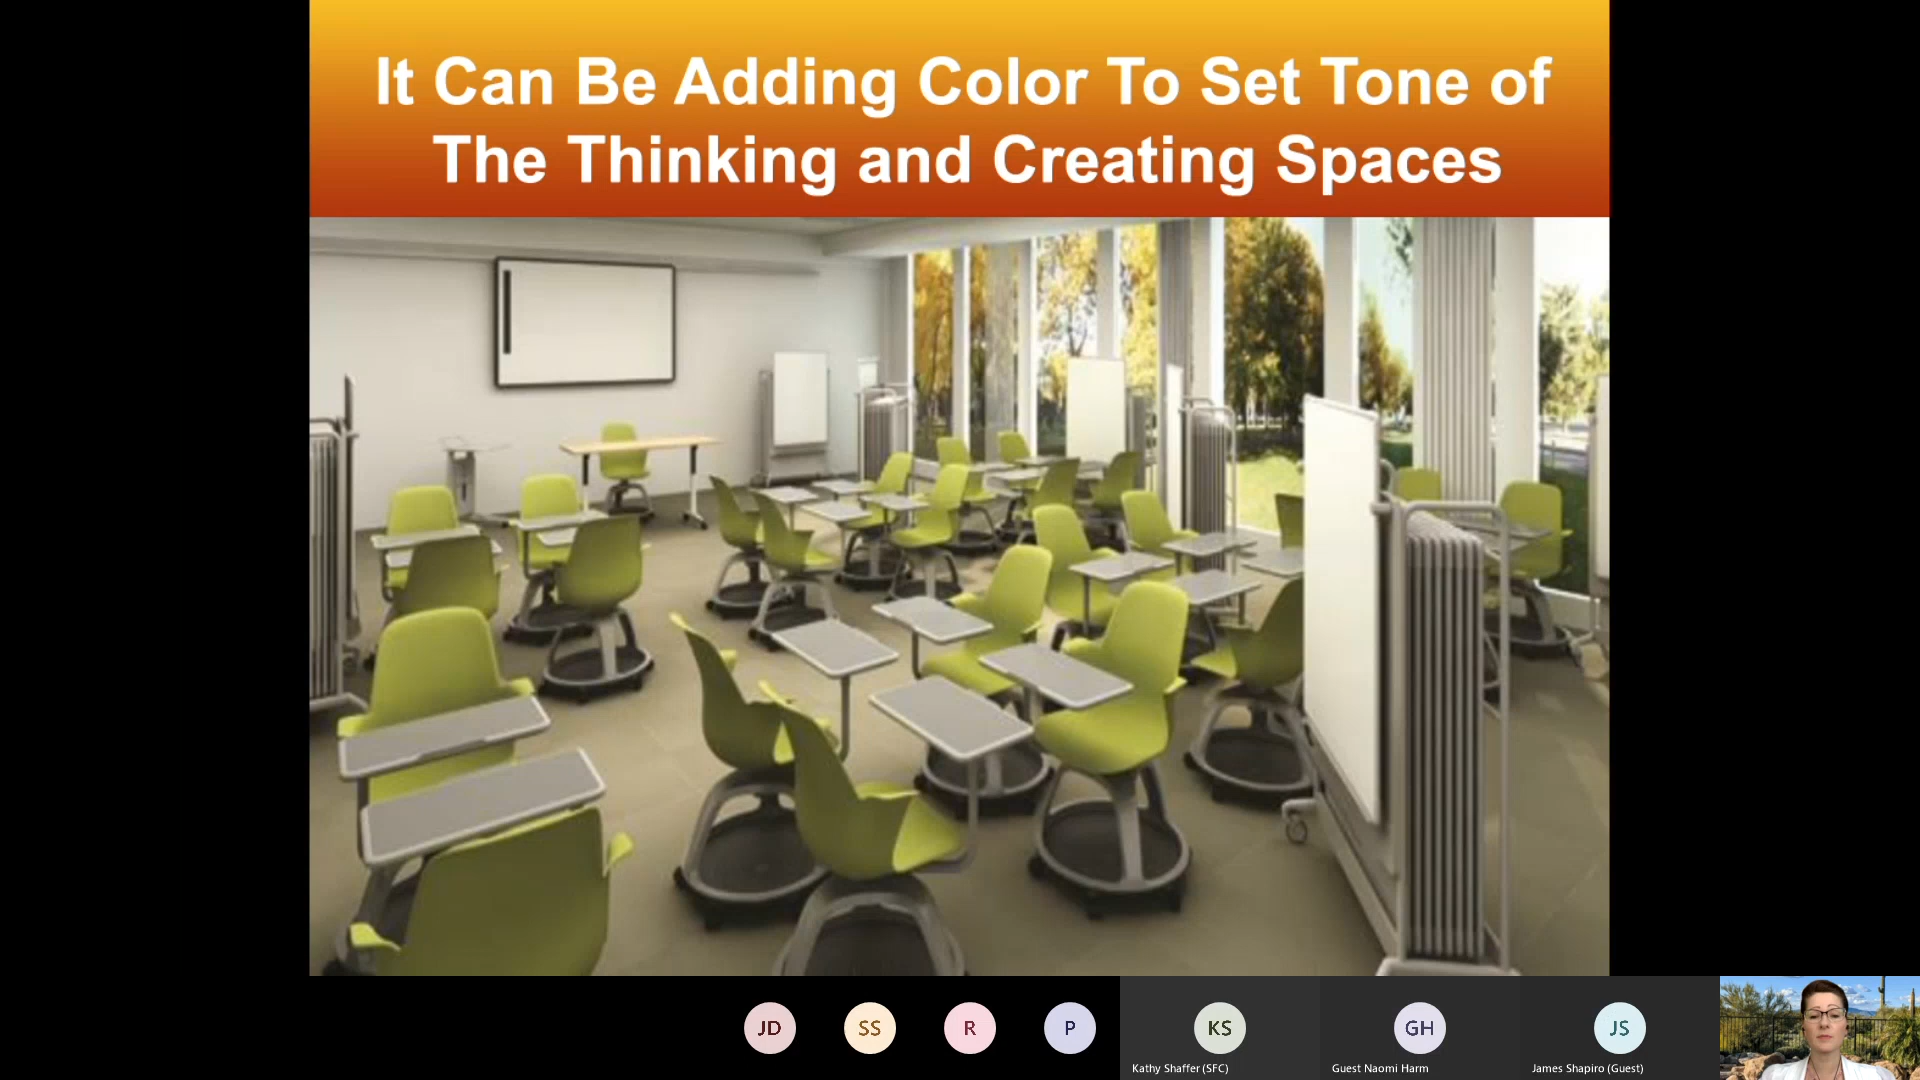 It Can Be Adding Color To Set Tone of
The Thinking and Creating Spaces
JD
SS
R
P
KS
GH
JS
Kathy Shaffer (SFC)
Guest Naomi Harm
James Shapiro (Guest)